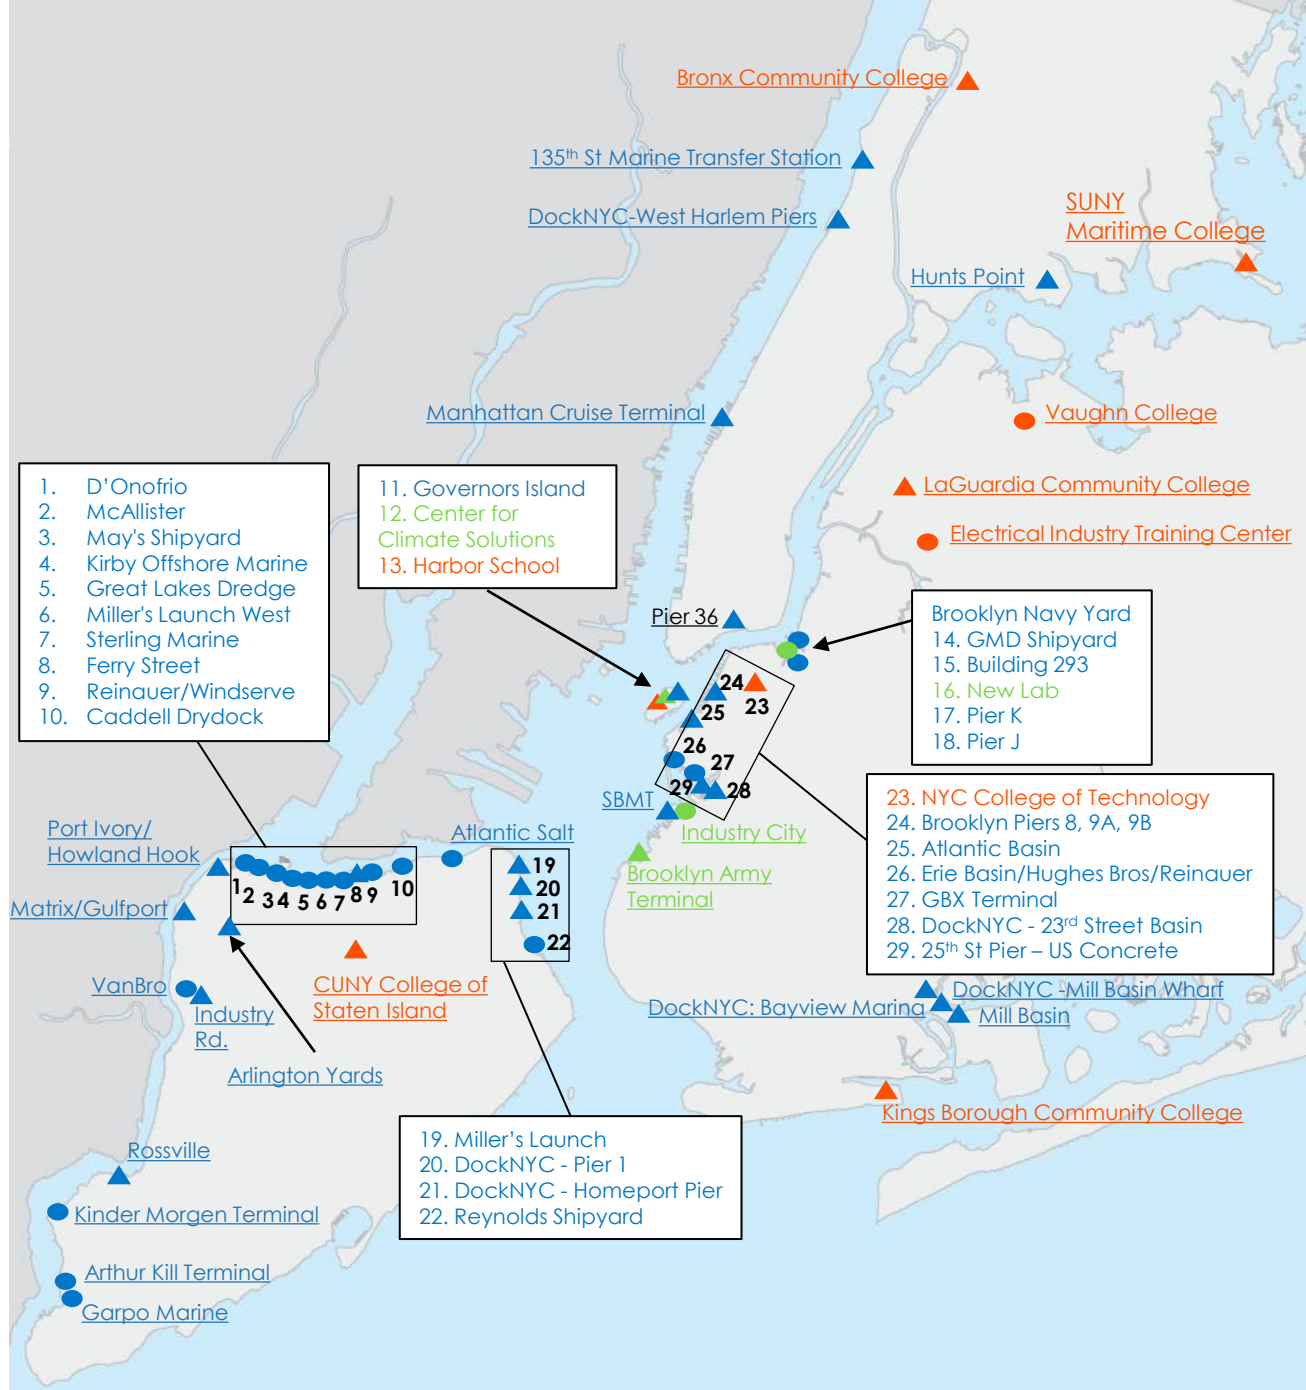 Bronx Community College
135th St Marine Transfer Station
DockNYC-West Harlem Piers
SUNY
Maritime College
Hunts Point
Manhattan Cruise Terminal
Vaughn College
LaGuardia Community College
Electrical Industry Training Center
1. D’Onofrio
2. McAllister
3. May's Shipyard
4. Kirby Offshore Marine
5. Great Lakes Dredge
6. Miller's Launch West
7. Sterling Marine
8. Ferry Street
9. Reinauer/Windserve
10. Caddell Drydock
11. Governors Island
12. Center for
Climate Solutions
13. Harbor School
Pier 36
Brooklyn Navy Yard
14. GMD Shipyard
15. Building 293
16. New Lab
17. Pier K
18. Pier J
24
23
25
26
27
29
28
SBMT
Industry City
Brooklyn Army
Terminal
23. NYC College of Technology
24. Brooklyn Piers 8, 9A, 9B
25. Atlantic Basin
26. Erie Basin/Hughes Bros/Reinauer
27. GBX Terminal
28. DockNYC - 23rd Street Basin
29. 25th St Pier – US Concrete
Port Ivory/
Howland Hook
Atlantic Salt
1
2
3
4
5
6
7
8
9
10
19
20
21
22
Matrix/Gulfport
VanBro
Industry
Rd.
CUNY College of
Staten Island
Arlington Yards
DockNYC -Mill Basin Wharf
DockNYC: Bayview Marina
Mill Basin
Kings Borough Community College
19. Miller’s Launch
20. DockNYC - Pier 1
21. DockNYC - Homeport Pier
22. Reynolds Shipyard
Rossville
Kinder Morgen Terminal
Arthur Kill Terminal
Garpo Marine